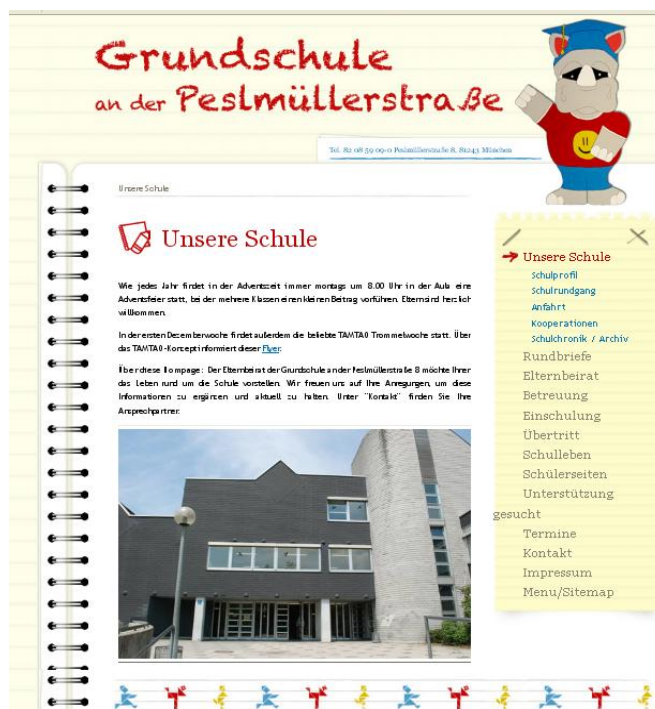 Grundschule
an der Peslmüllerstraße
Tel. 82 08 59 09-0 Peslmüllerstraße 8, 81243 München
Unsere Schule
Unsere Schule
Wie jedes Jahr findet in der Adventszeit immer montags um 8.00 Uhr in der Aula eine
Adventsfeier statt, bei der mehrere Klassen einen kleinen Beitrag vorführen. Eltern sind herzlich
willkommen.
In der ersten Dezemberwoche findet außerdem die beliebte TAMTAO Trommelwoche statt. Über
das TAMTAO-Konzept informiert dieser Flyer.
Über diese Hompage: Der Elternbeirat der Grundschule an der Peslmüllerstraße 8 möchte Ihnen
das Leben rund um die Schule vorstellen. Wir freuen uns auf Ihre Anregungen, um diese
Informationen zu ergänzen und aktuell zu halten. Unter "Kontakt" finden Sie Ihre
Ansprechpartner.
Unsere Schule
Schulprofil
Schulrundgang
Anfahrt
Kooperationen
Schulchronik / Archiv
Rundbriefe
Elternbeirat
Betreuung
Einschulung
Übertritt
Schulleben
Schülerseiten
Unterstützung
gesucht
Termine
Kontakt
Impressum
Menu/Sitemap